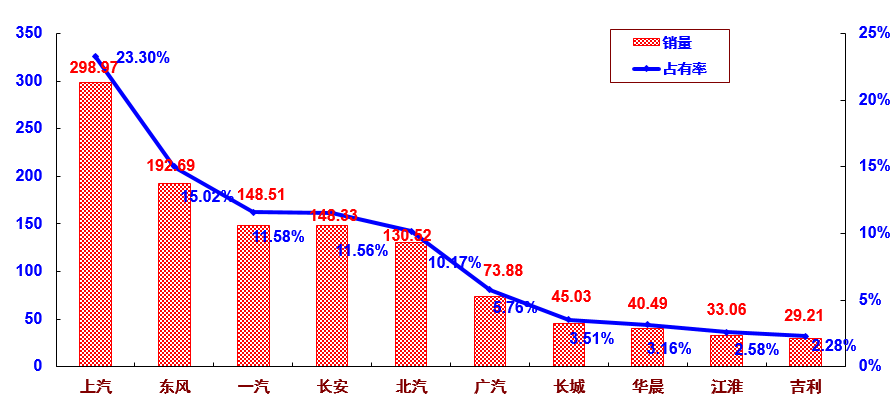 350
300
250
200
150
100
50
0
25%
20%
15%
10%
5%
0%
销量
占有率
298.97
192.69
148.51
148.33
130.52
73.88
45.03
40.49
33.06
29.21
23.30%
15.02%
11.58%
11.56%
10.17%
5.76%
3.51%
3.16%
2.58%
2.28%
上汽
东风
一汽
长安
北汽
广汽
长城
华晨
江淮
吉利